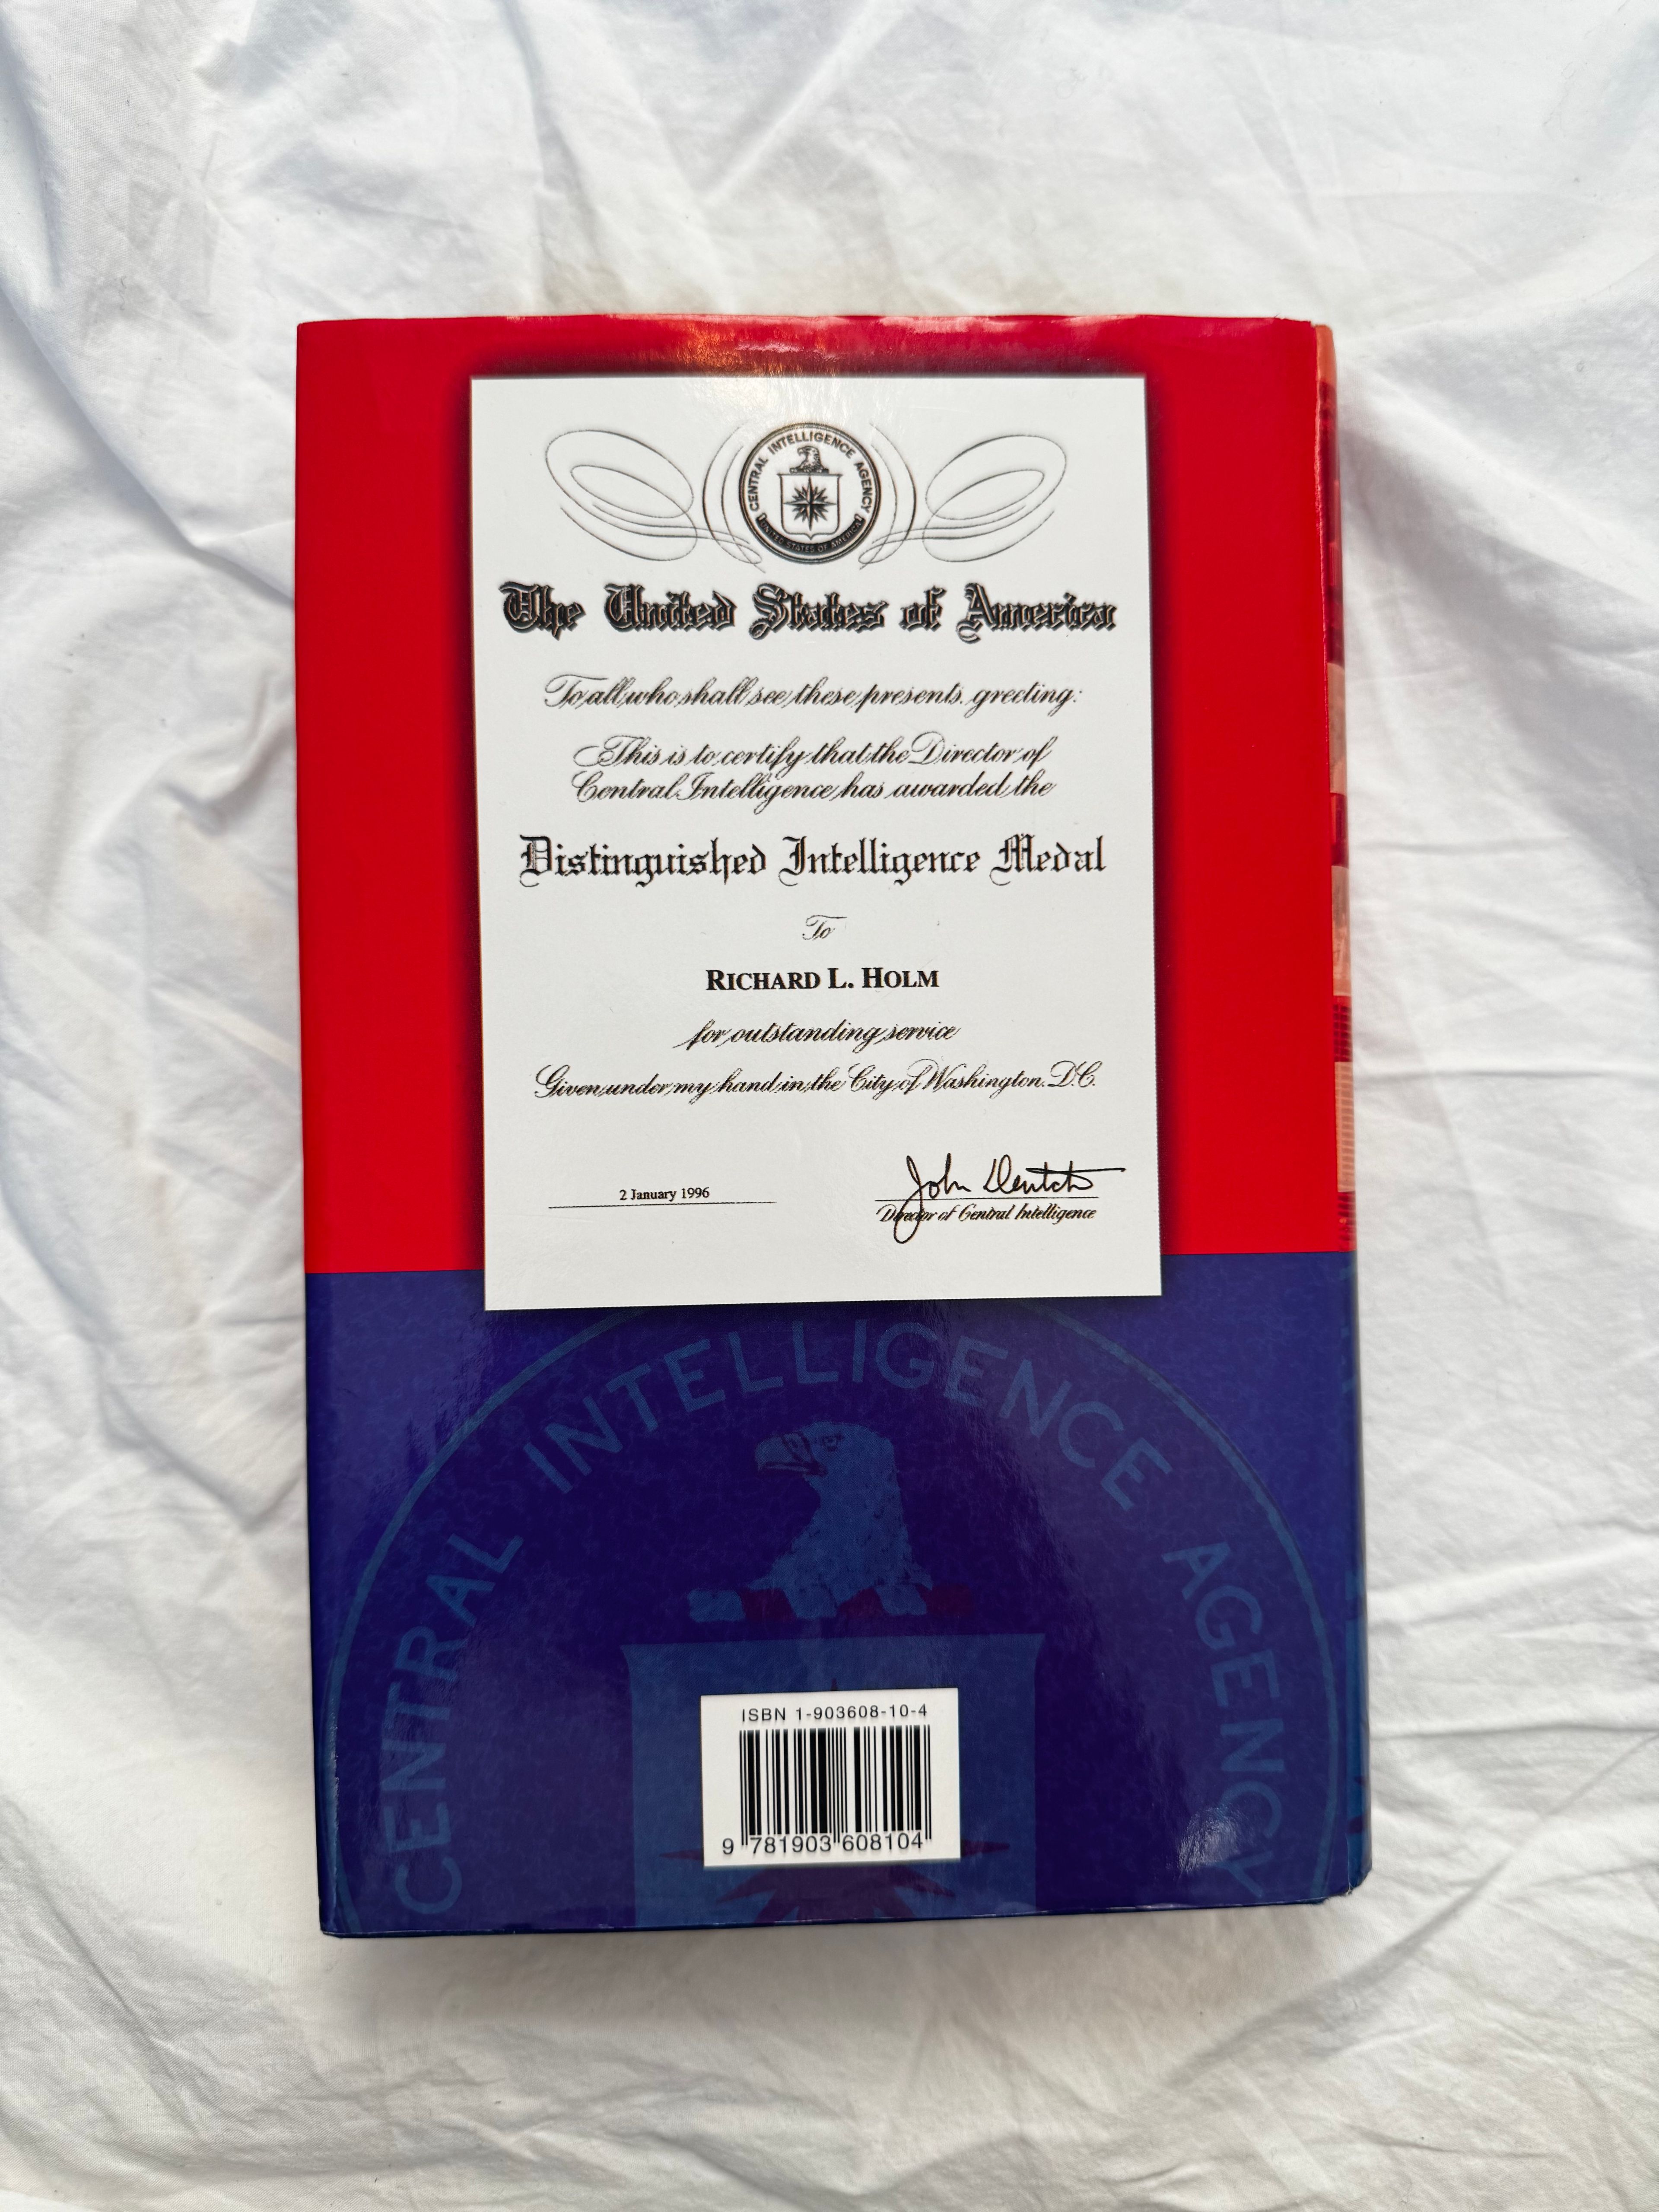 CENTRAL INTELLIGENCE AGENCY
UNITED STATES OF AMERICA
The United States of America
To all who shall see these presents, greeting:
This is to certify that the Director of
Central Intelligence has awarded the
Distinguished Intelligence Medal
To
RICHARD L. HOLM
for outstanding service
Given under my hand in the City of Washington, D.C.
2 January 1996
John Deutch
Director of Central Intelligence
CENTRAL INTELLIGENCE AGENCY
ISBN 1-903608-10-4
9 781903 608104